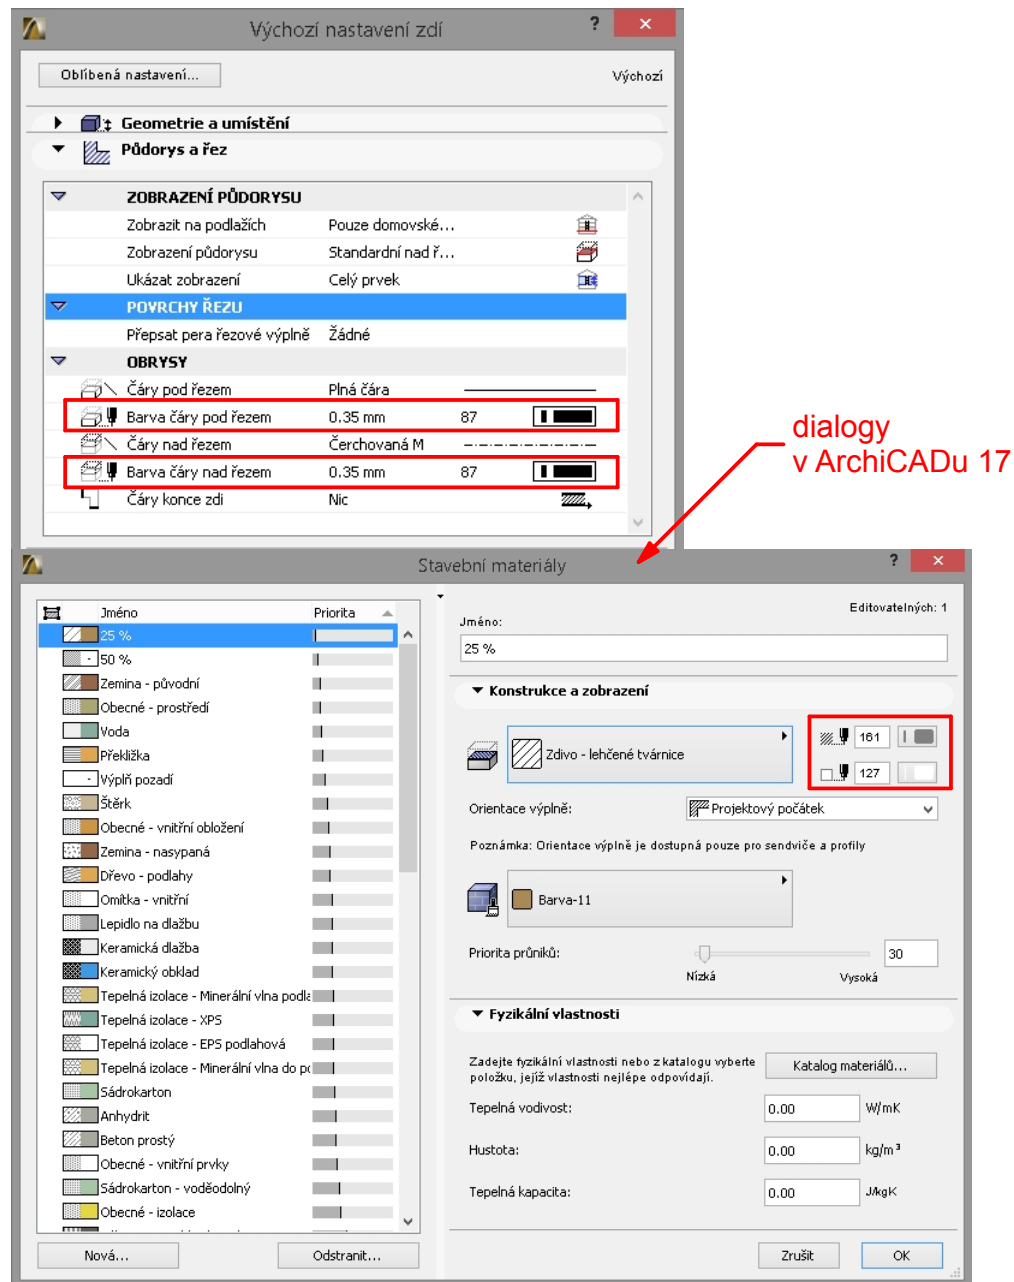 Výchozí nastavení zdí
?
Oblíbená nastavení...
Výchozí
Geometrie a umístění
Půdorys a řez
ZOBRAZENÍ PŮDORYSU
Zobrazit na podlažích Pouze domovské...
Zobrazení půdorysu Standardní nad ř...
Ukázat zobrazení Celý prvek
POVRCHY ŘEZU
Přepsat pera řezové výplně Žádné
OBRYSY
Čáry pod řezem Plná čára
Barva čáry pod řezem 0.35 mm 87
Čáry nad řezem Čerchovaná M
Barva čáry nad řezem 0.35 mm 87
Čáry konce zdi Nic
dialogy
v ArchiCADu 17
Stavební materiály
?
Jméno Priorita
25 %
50 %
Zemina - původní
Obecné - prostředí
Voda
Překližka
Výplň pozadí
Štěrk
Obecné - vnitřní obložení
Zemina - nasypaná
Dřevo - podlahy
Omítka - vnitřní
Lepidlo na dlažbu
Keramická dlažba
Keramický obklad
Tepelná izolace - Minerální vlna podla
Tepelná izolace - XPS
Tepelná izolace - EPS podlahová
Tepelná izolace - Minerální vlna do po
Sádrokarton
Anhydrit
Beton prostý
Obecné - vnitřní prvky
Sádrokarton - voděodolný
Obecné - izolace
Nová...
Odstranit...
Editovatelných: 1
Jméno:
25 %
Konstrukce a zobrazení
Zdivo - lehčené tvárnice
161
127
Orientace výplně: Projektový počátek
Poznámka: Orientace výplně je dostupná pouze pro sendviče a profily
Barva-11
Priorita průniků: 30
Nízká Vysoká
Fyzikální vlastnosti
Zadejte fyzikální vlastnosti nebo z katalogu vyberte
položku, jejíž vlastnosti nejlépe odpovídají.
Katalog materiálů...
Tepelná vodivost: 0.00 W/mK
Hustota: 0.00 kg/m³
Tepelná kapacita: 0.00 J/kgK
Zrušit
OK